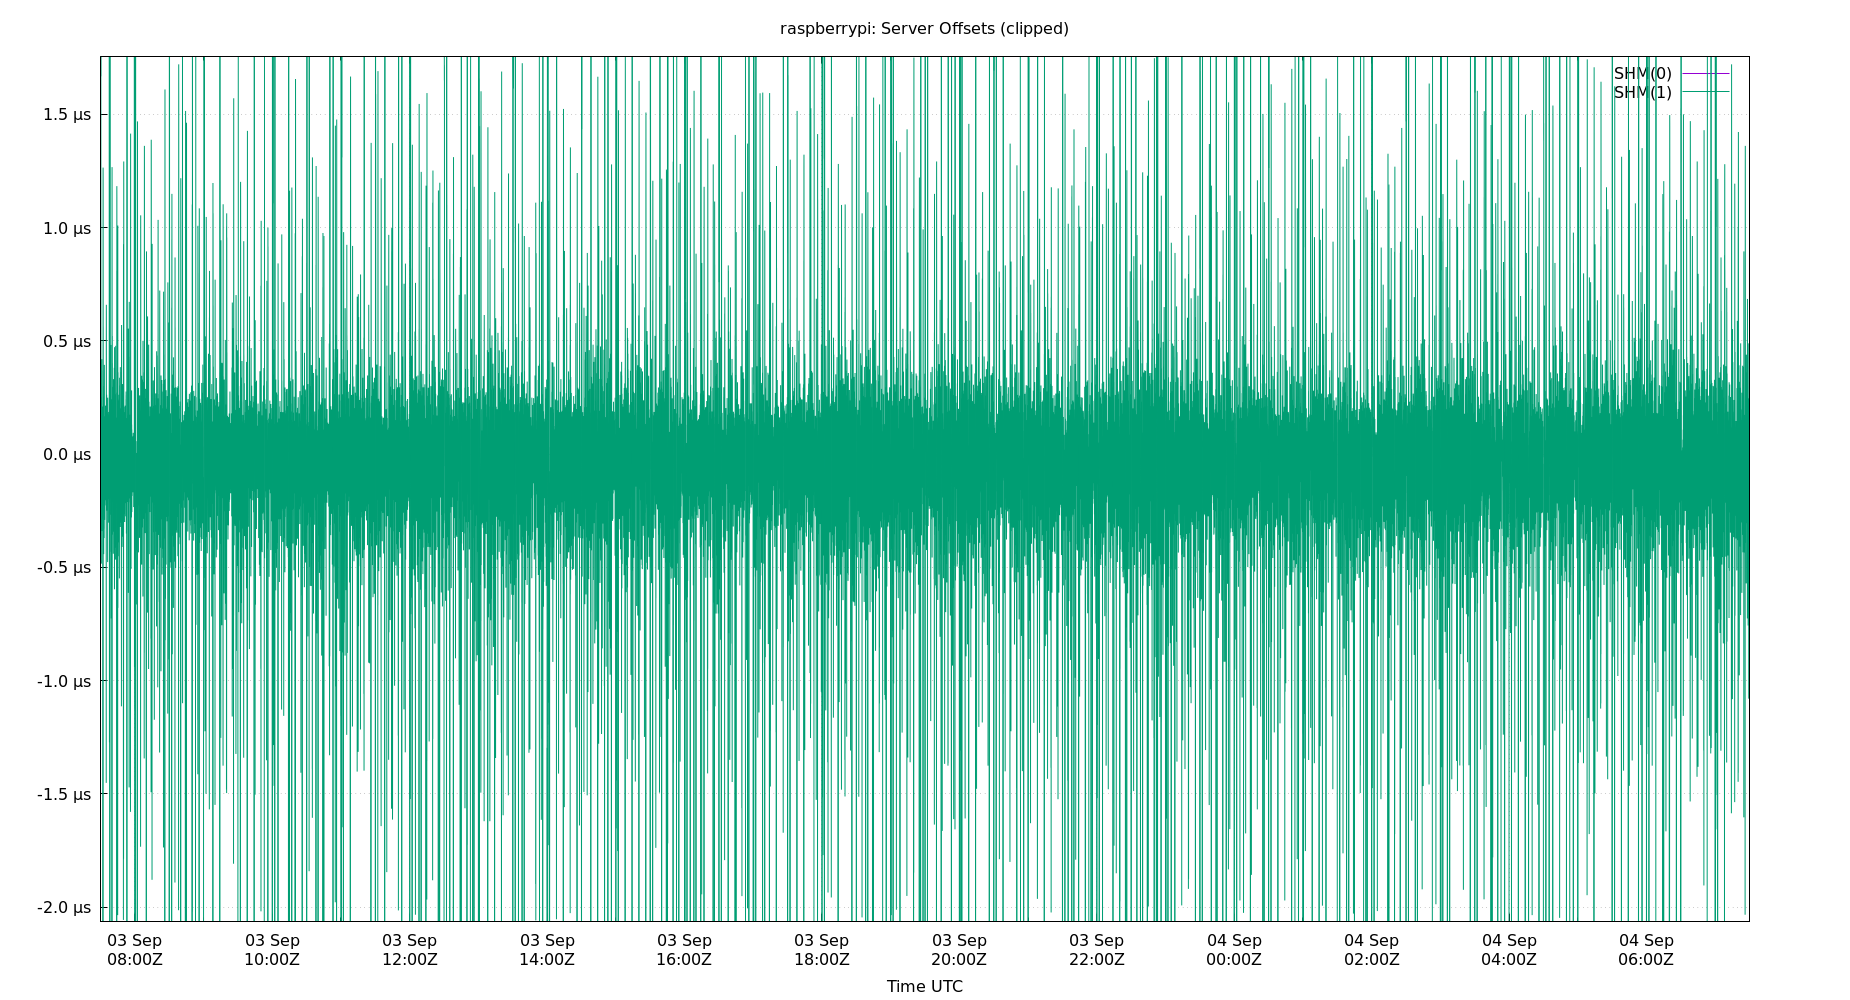 raspberrypi: Server Offsets (clipped)
SHM(0)
SHM(1)
1.5 µs
1.0 µs
0.5 µs
0.0 µs
-0.5 µs
-1.0 µs
-1.5 µs
-2.0 µs
03 Sep 03 Sep 03 Sep 03 Sep 03 Sep 03 Sep 03 Sep 03 Sep 04 Sep 04 Sep 04 Sep 04 Sep
08:00Z 10:00Z 12:00Z 14:00Z 16:00Z 18:00Z 20:00Z 22:00Z 00:00Z 02:00Z 04:00Z 06:00Z
Time UTC